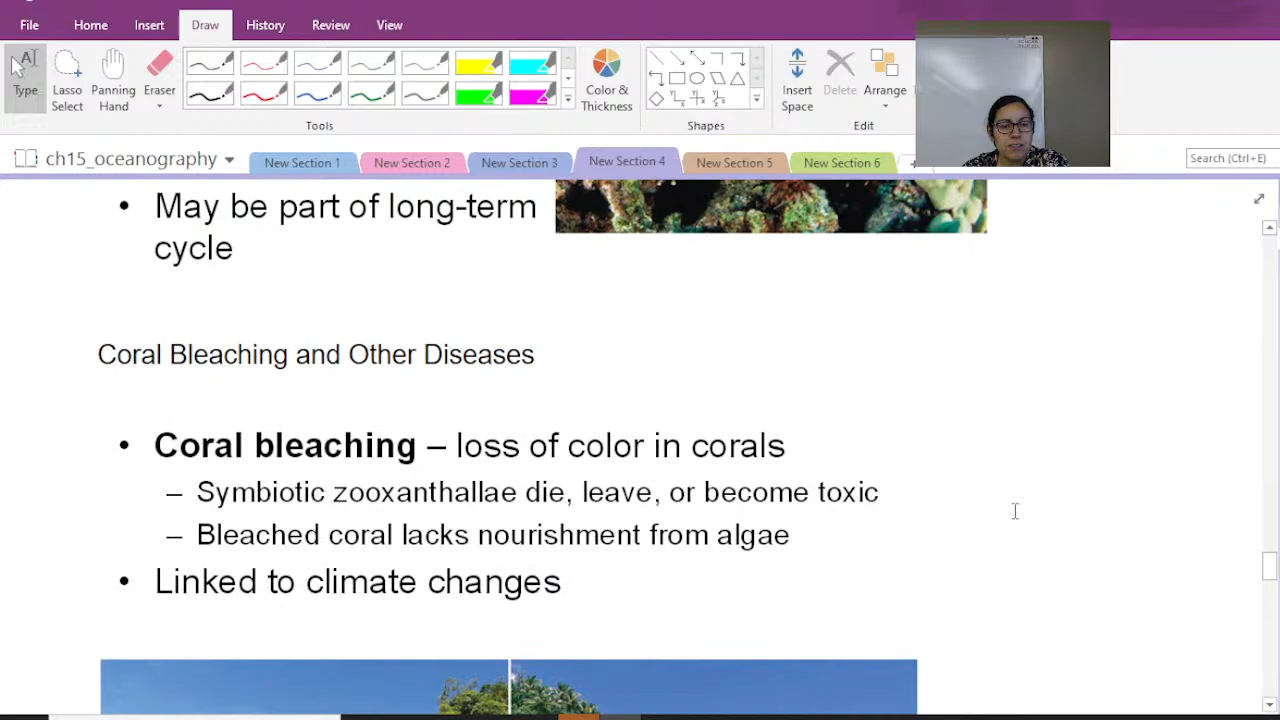 File Home Insert Draw History Review View
Type
Lasso Select
Panning Hand
Eraser
Color & Thickness
Insert Space
Delete
Arrange
Tools
Shapes
Edit
ch15_oceanography
New Section 1
New Section 2
New Section 3
New Section 4
New Section 5
New Section 6
Search (Ctrl+E)
• May be part of long-term
cycle
Coral Bleaching and Other Diseases
• Coral bleaching – loss of color in corals
– Symbiotic zooxanthallae die, leave, or become toxic
– Bleached coral lacks nourishment from algae
• Linked to climate changes